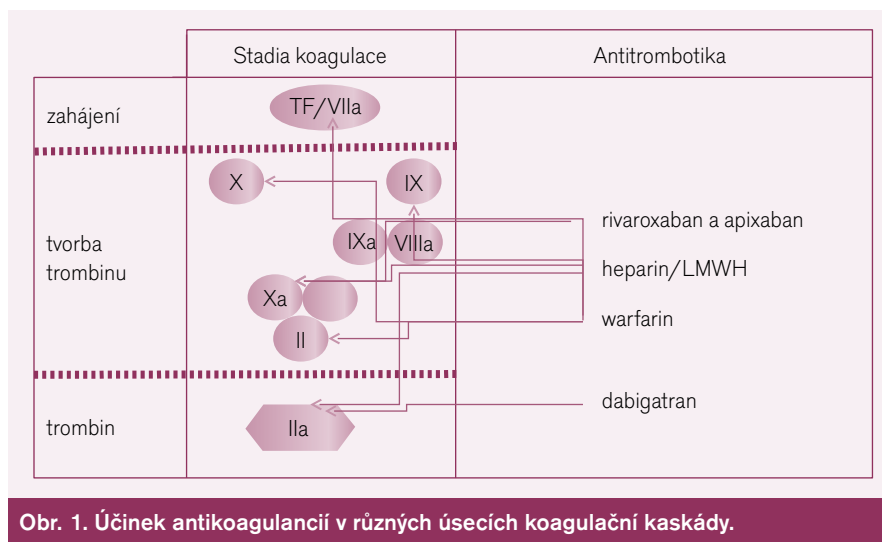 Stadia koagulace
Antitrombotika
zahájení
TF/VIIa
X
IX
tvorba
trombinu
IXa
VIIIa
rivaroxaban a apixaban
heparin/LMWH
Xa
warfarin
II
trombin
IIa
dabigatran
Obr. 1. Účinek antikoagulancií v různých úsecích koagulační kaskády.